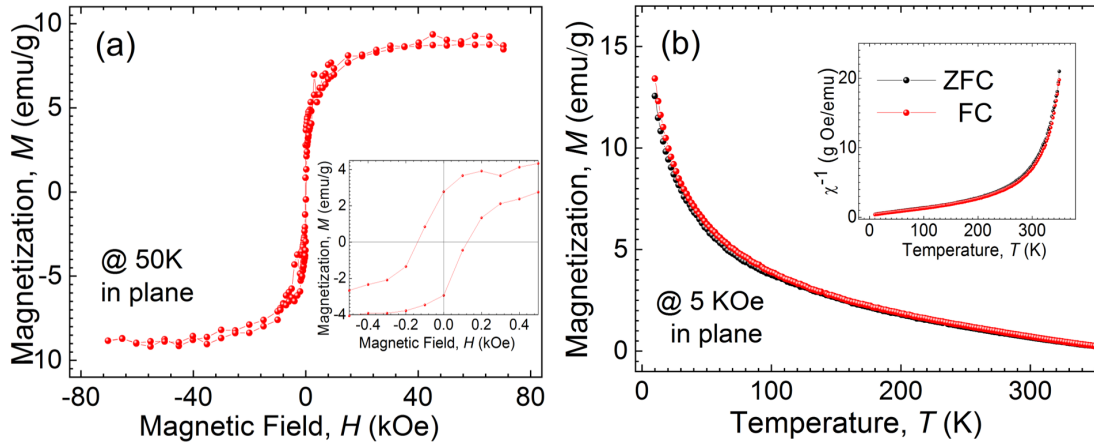 (a)
Magnetization, M (emu/g)
10
5
0
5
10
@ 50K
in plane
-80
-40
0
40
80
Magnetic Field, H (kOe)
Magnetization, M (emu/g)
4
2
0
-2
-4
-0.4
-0.2
0.0
0.2
0.4
Magnetic Field, H (kOe)
(b)
Magnetization, M (emu/g)
15
10
5
0
@ 5 KOe
in plane
0
100
200
300
Temperature, T (K)
ZFC
FC
χ⁻¹ (g Oe/emu)
20
10
0
0
100
200
300
Temperature, T (K)